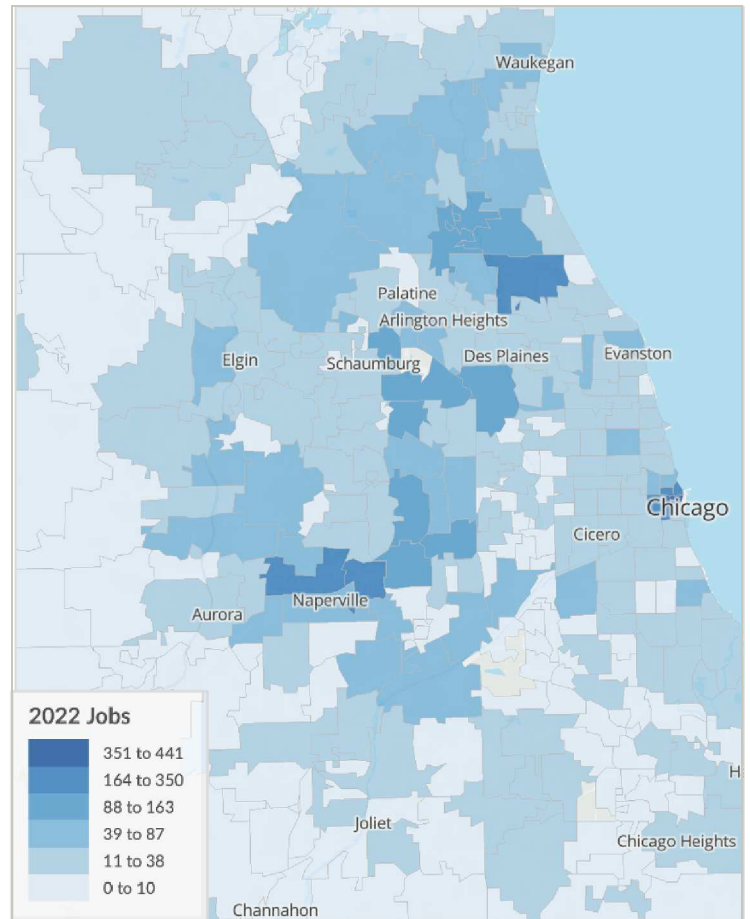 Waukegan
Palatine
Arlington Heights
Elgin
Schaumburg
Des Plaines
Evanston
Chicago
Cicero
Naperville
Aurora
2022 Jobs
351 to 441
164 to 350
88 to 163
39 to 87
11 to 38
0 to 10
H
Joliet
Chicago Heights
Channahon